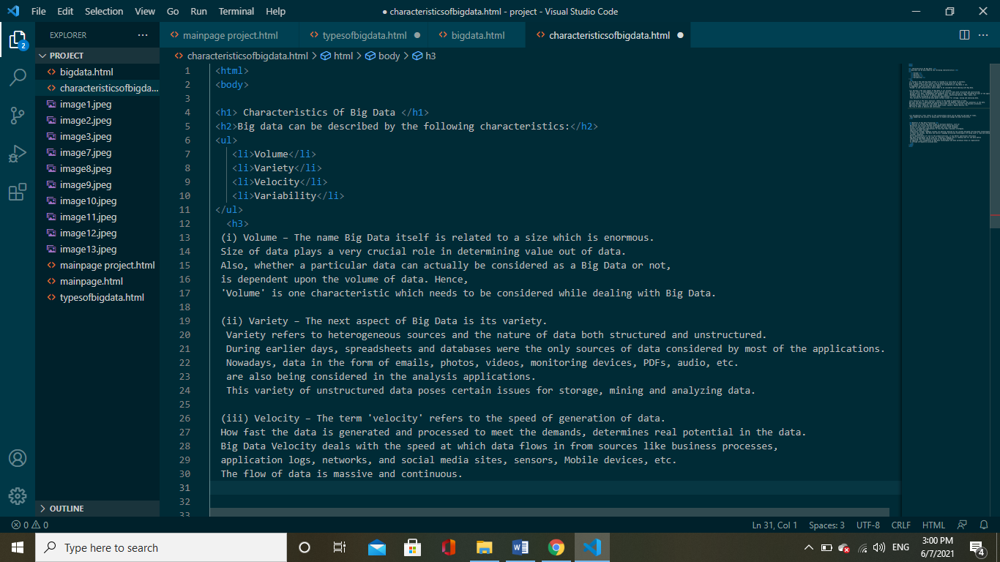 File Edit Selection View Go Run Terminal Help
● characteristicsofbigdata.html - project - Visual Studio Code
EXPLORER ...
mainpage project.html typesofbigdata.html ● bigdata.html characteristicsofbigdata.html ●
PROJECT
characteristicsofbigdata.html > html > body > h3
bigdata.html
characteristicsofbigda...
image1.jpeg
image2.jpeg
image3.jpeg
image7.jpeg
image8.jpeg
image9.jpeg
image10.jpeg
image11.jpeg
image12.jpeg
image13.jpeg
mainpage project.html
mainpage.html
typesofbigdata.html
OUTLINE
2
1 <html>
2 <body>
3
4 <h1> Characteristics Of Big Data </h1>
5 <h2>Big data can be described by the following characteristics:</h2>
6 <ul>
7 <li>Volume</li>
8 <li>Variety</li>
9 <li>Velocity</li>
10 <li>Variability</li>
11 </ul>
12 <h3>
13 (i) Volume – The name Big Data itself is related to a size which is enormous.
14 Size of data plays a very crucial role in determining value out of data.
15 Also, whether a particular data can actually be considered as a Big Data or not,
16 is dependent upon the volume of data. Hence,
17 'Volume' is one characteristic which needs to be considered while dealing with Big Data.
18
19 (ii) Variety – The next aspect of Big Data is its variety.
20 Variety refers to heterogeneous sources and the nature of data both structured and unstructured.
21 During earlier days, spreadsheets and databases were the only sources of data considered by most of the applications.
22 Nowadays, data in the form of emails, photos, videos, monitoring devices, PDFs, audio, etc.
23 are also being considered in the analysis applications.
24 This variety of unstructured data poses certain issues for storage, mining and analyzing data.
25
26 (iii) Velocity – The term 'velocity' refers to the speed of generation of data.
27 How fast the data is generated and processed to meet the demands, determines real potential in the data.
28 Big Data Velocity deals with the speed at which data flows in from sources like business processes,
29 application logs, networks, and social media sites, sensors, Mobile devices, etc.
30 The flow of data is massive and continuous.
31
32
33
0 0 Ln 31, Col 1 Spaces: 3 UTF-8 CRLF HTML
Type here to search
ENG
3:00 PM
6/7/2021
4